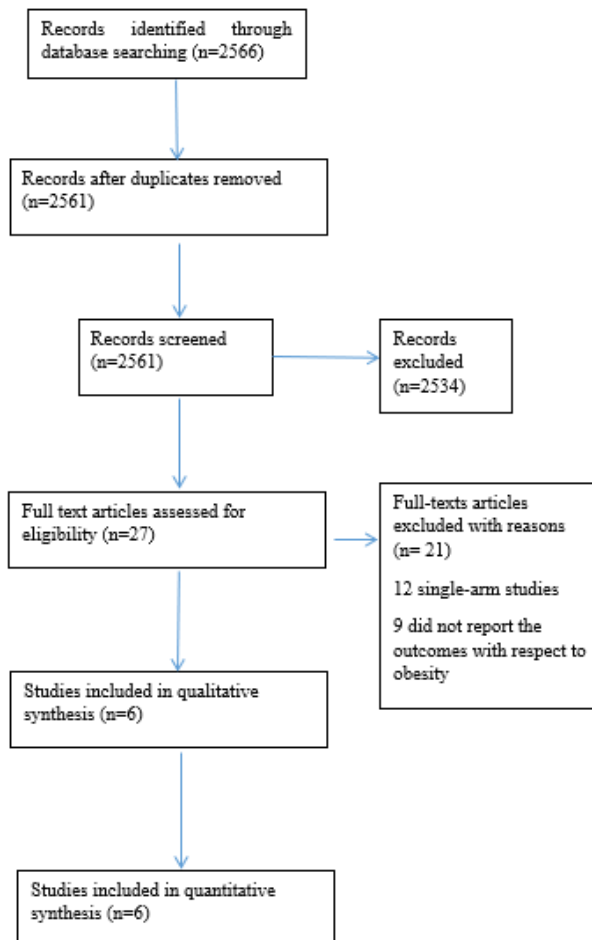 Records identified through
database searching (n=2566)
Records after duplicates removed
(n=2561)
Records screened
(n=2561)
Records
excluded
(n=2534)
Full text articles assessed for
eligibility (n=27)
Full-texts articles
excluded with reasons
(n= 21)
12 single-arm studies
9 did not report the
outcomes with respect to
obesity
Studies included in qualitative
synthesis (n=6)
Studies included in quantitative
synthesis (n=6)